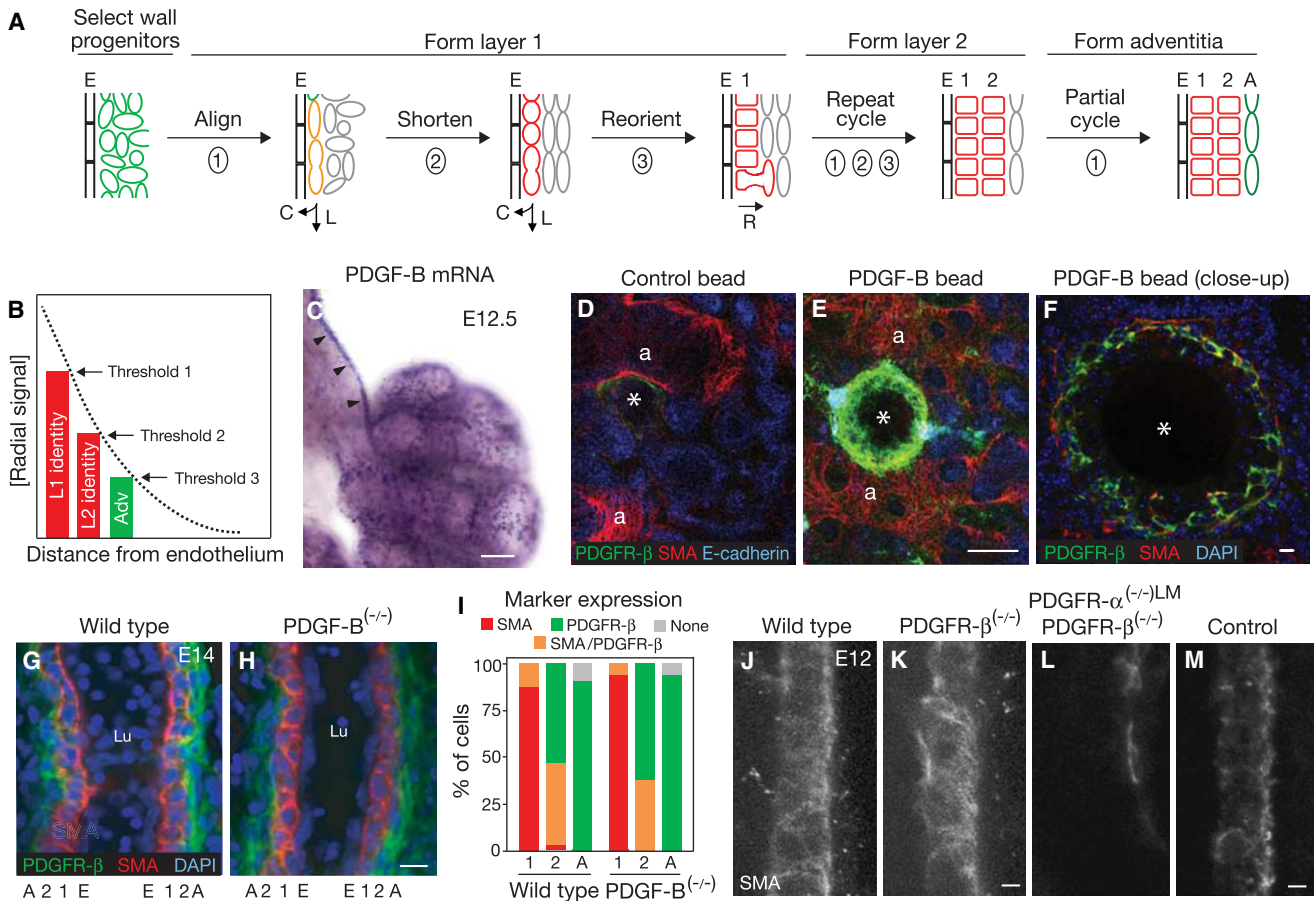 A
Select wall
progenitors
Form layer 1
Form layer 2
Form adventitia
E
E
E
E 1
E 1 2
E 1 2 A
Align
1
Shorten
2
Reorient
3
Repeat
cycle
1 2 3
Partial
cycle
1
C L
C L
R
B
[Radial signal]
Threshold 1
Threshold 2
Threshold 3
L1 identity
L2 identity
Adv
Distance from endothelium
PDGF-B mRNA
C
E12.5
Control bead
D
a
*
a
PDGFR-β SMA E-cadherin
PDGF-B bead
E
a
*
a
PDGF-B bead (close-up)
F
*
PDGFR-β SMA DAPI
Wild type
G
E14
Lu
SMA
PDGFR-β SMA DAPI
A 2 1 E E 1 2 A
PDGF-B(-/-)
H
Lu
A 2 1 E E 1 2 A
I
Marker expression
SMA PDGFR-β None
SMA/PDGFR-β
% of cells
100
75
50
25
0
1 2 A 1 2 A
Wild type PDGF-B(-/-)
Wild type
J
E12
SMA
PDGFR-β(-/-)
K
PDGFR-α(-/-)LM
PDGFR-β(-/-)
L
Control
M